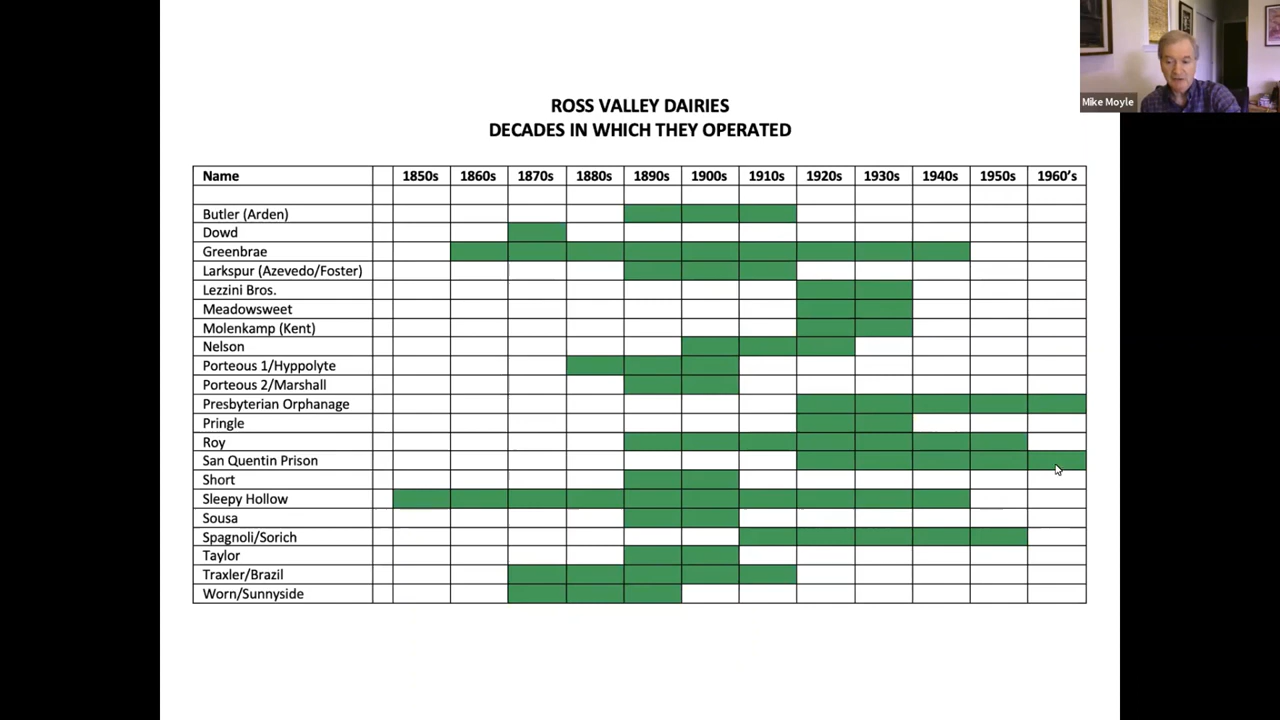 Mike Moyle
ROSS VALLEY DAIRIES
DECADES IN WHICH THEY OPERATED
Name 1850s 1860s 1870s 1880s 1890s 1900s 1910s 1920s 1930s 1940s 1950s 1960's
Butler (Arden)
Dowd
Greenbrae
Larkspur (Azevedo/Foster)
Lezzini Bros.
Meadowsweet
Molenkamp (Kent)
Nelson
Porteous 1/Hyppolyte
Porteous 2/Marshall
Presbyterian Orphanage
Pringle
Roy
San Quentin Prison
Short
Sleepy Hollow
Sousa
Spagnoli/Sorich
Taylor
Traxler/Brazil
Worn/Sunnyside